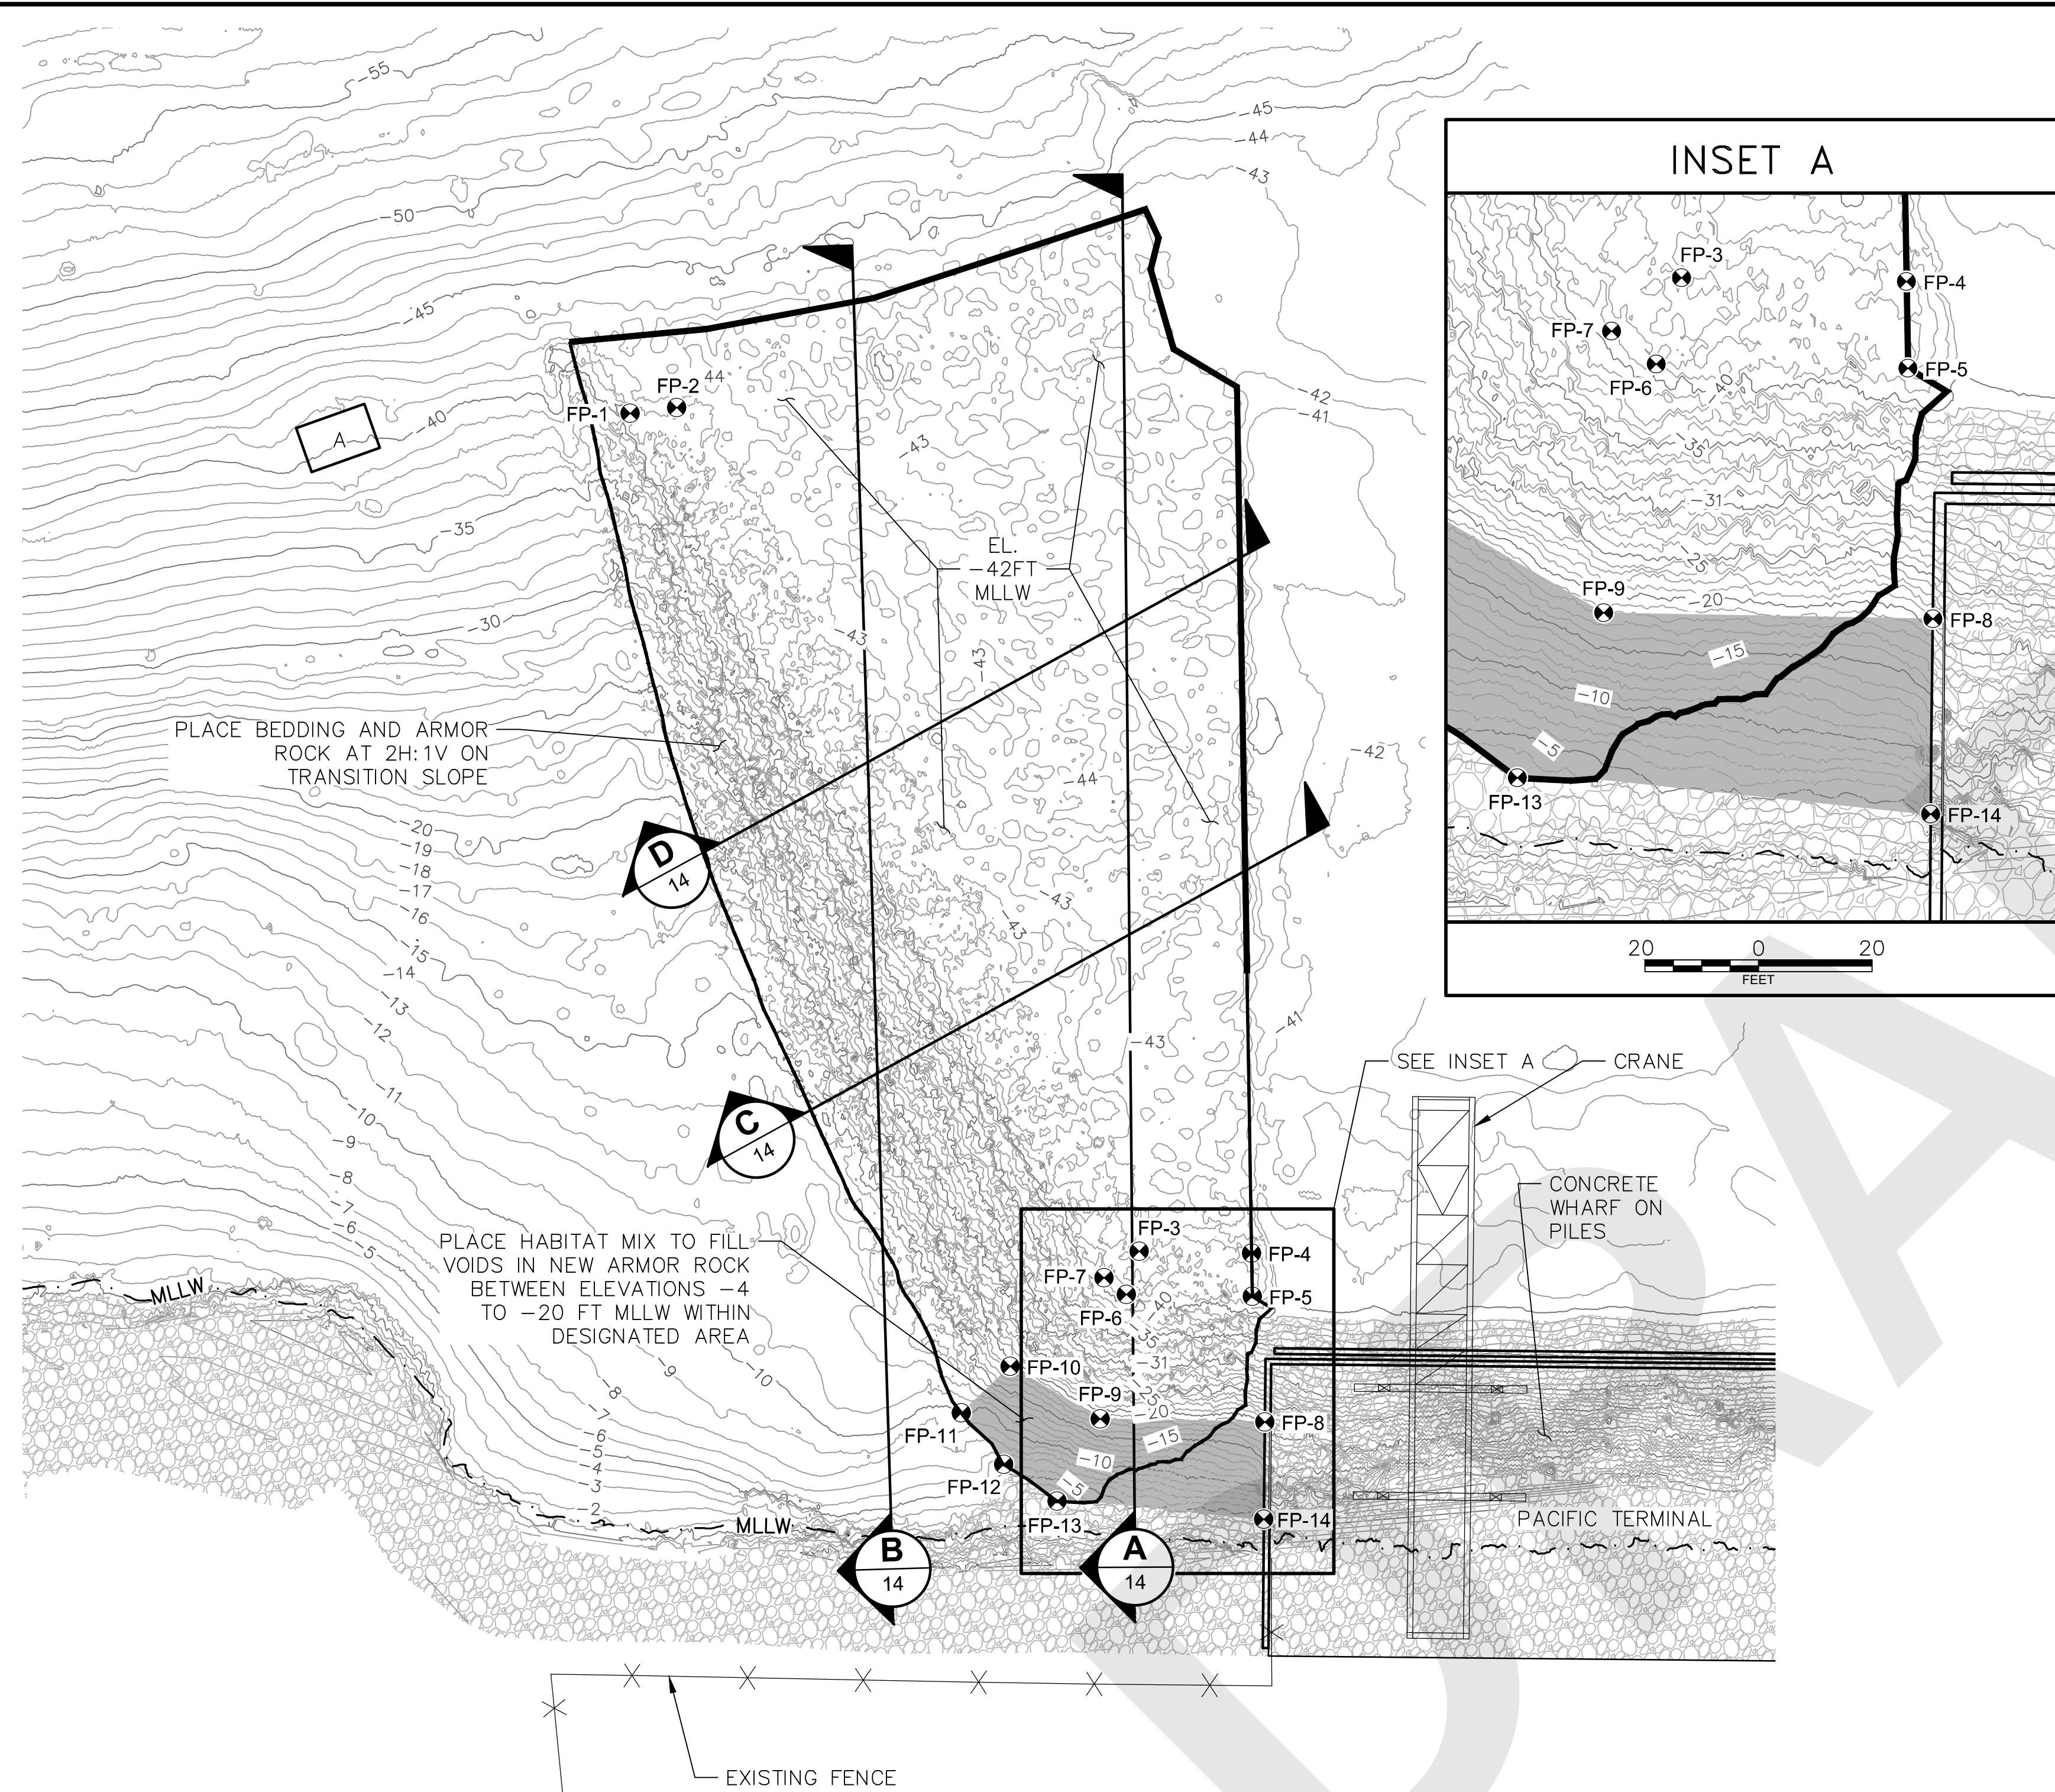 -55
-45
-44
-43
-50
INSET A
FP-3
FP-4
FP-7
FP-6
FP-5
-40
-35
-31
-25
FP-9
-20
FP-8
-15
-10
-5
FP-13
FP-14
20 0 20
FEET
-45
FP-2
44
FP-1
-42
-41
A
-40
-43
-35
EL.
-42FT
MLLW
-30
-43
-43
PLACE BEDDING AND ARMOR
ROCK AT 2H:1V ON
TRANSITION SLOPE
-42
-44
-20
-19
-18
-17
-16
-15
-14
-13
-12
-11
-10
-9
-8
-7
-6
-5
D
14
-43
-43
-41
-43
SEE INSET A
CRANE
C
14
CONCRETE
WHARF ON
PILES
PLACE HABITAT MIX TO FILL
VOIDS IN NEW ARMOR ROCK
BETWEEN ELEVATIONS -4
TO -20 FT MLLW WITHIN
DESIGNATED AREA
FP-3
FP-4
FP-7
FP-5
FP-6
-40
-35
-31
-25
MLLW
FP-10
FP-9
-20
FP-8
-15
-10
-5
-10
-9
-8
-7
-6
-5
-4
-3
-2
FP-11
FP-12
FP-13
FP-14
MLLW
PACIFIC TERMINAL
B
14
A
14
EXISTING FENCE